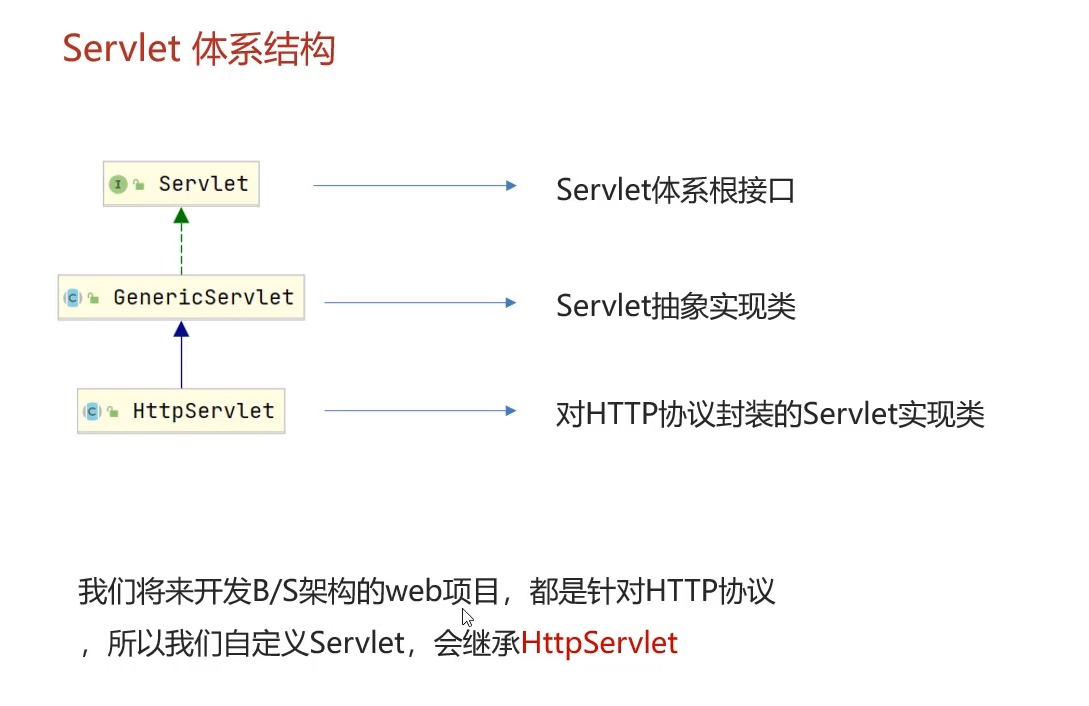 Servlet 体系结构
Servlet
Servlet体系根接口
GenericServlet
Servlet抽象实现类
HttpServlet
对HTTP协议封装的Servlet实现类
我们将来开发B/S架构的web项目，都是针对HTTP协议
，所以我们自定义Servlet，会继承HttpServlet